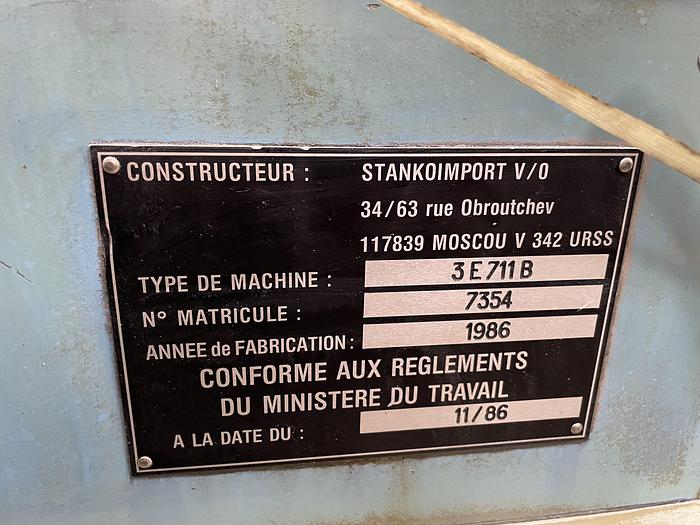 CONSTRUCTEUR : STANKOIMPORT V/O
34/63 rue Obroutchev
117839 MOSCOU V 342 URSS
TYPE DE MACHINE : 3E711B
N° MATRICULE : 7354
ANNEE de FABRICATION : 1986
CONFORME AUX REGLEMENTS
DU MINISTERE DU TRAVAIL
A LA DATE DU : 11/86